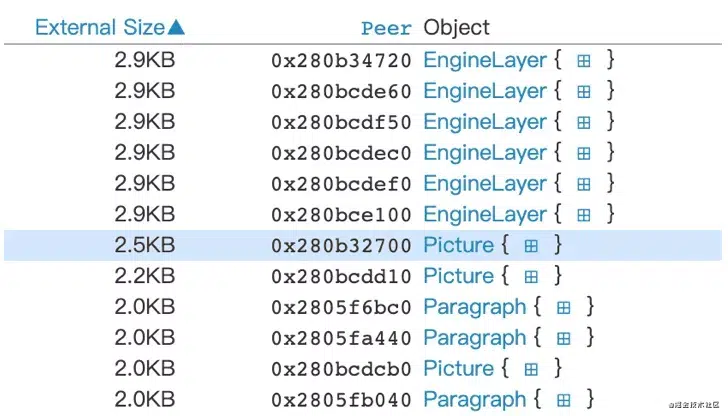 External Size▲ Peer Object
2.9KB 0x280b34720 EngineLayer { ⊞ }
2.9KB 0x280bcde60 EngineLayer { ⊞ }
2.9KB 0x280bcdf50 EngineLayer { ⊞ }
2.9KB 0x280bcdec0 EngineLayer { ⊞ }
2.9KB 0x280bcdef0 EngineLayer { ⊞ }
2.9KB 0x280bce100 EngineLayer { ⊞ }
2.5KB 0x280b32700 Picture { ⊞ }
2.2KB 0x280bcdd10 Picture { ⊞ }
2.0KB 0x2805f6bc0 Paragraph { ⊞ }
2.0KB 0x2805fa440 Paragraph { ⊞ }
2.0KB 0x280bcdcb0 Picture { ⊞ }
2.0KB 0x2805fb040 Paragraph { ⊞ }
@掘金技术社区